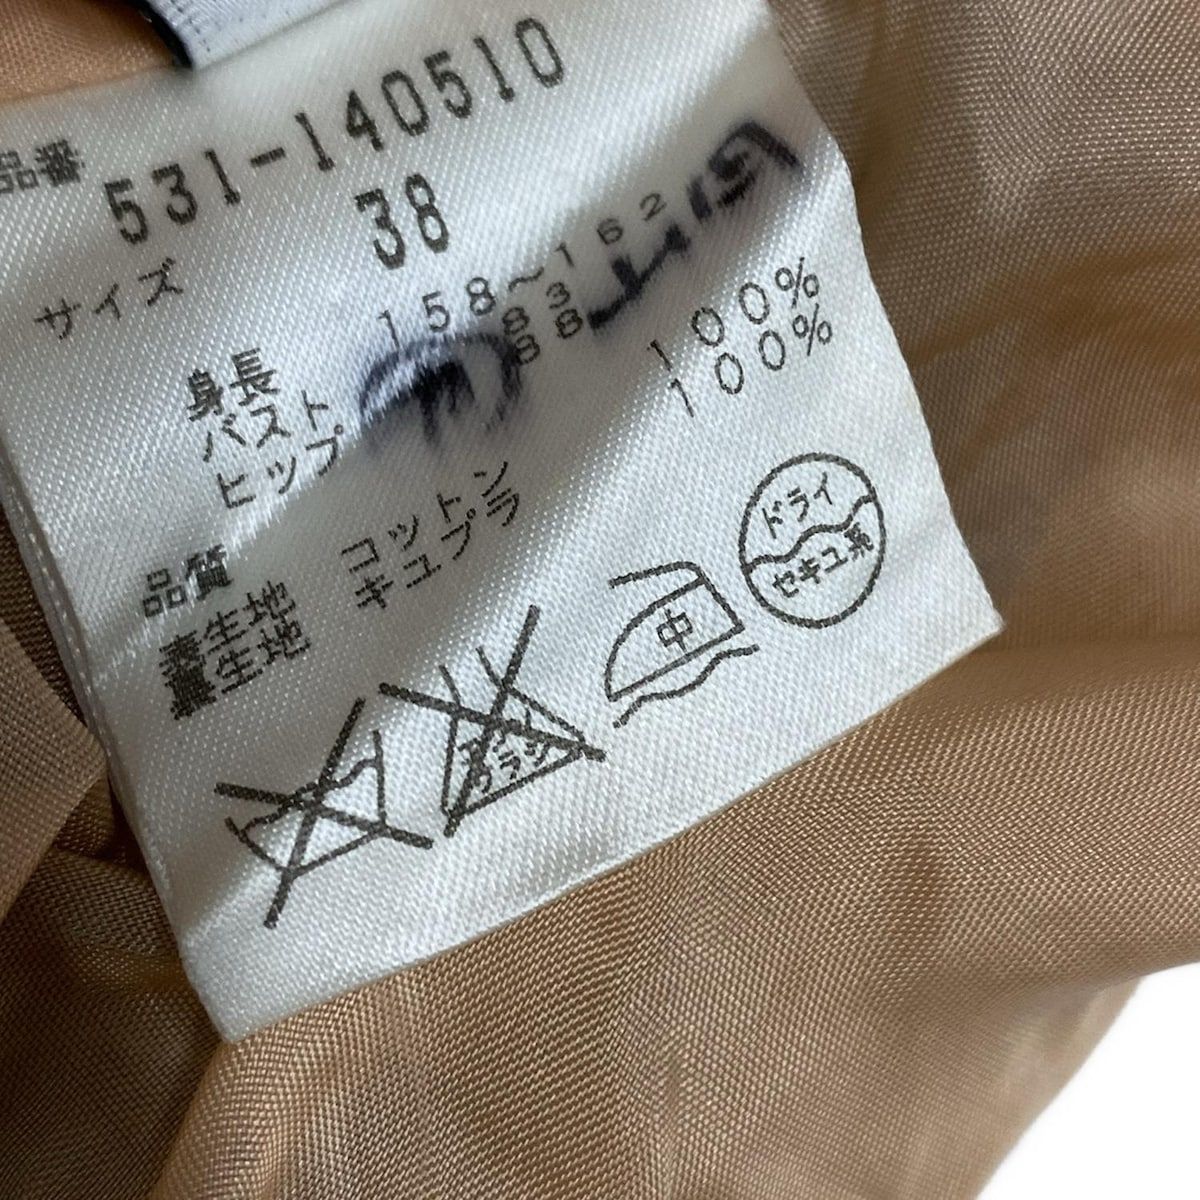 品番 531-140510
サイズ 38
身長 158~162
バスト 83
ヒップ 88
品質
表生地 コットン 100%
裏生地 キュプラ 100%
中
ドライ
セキユ系